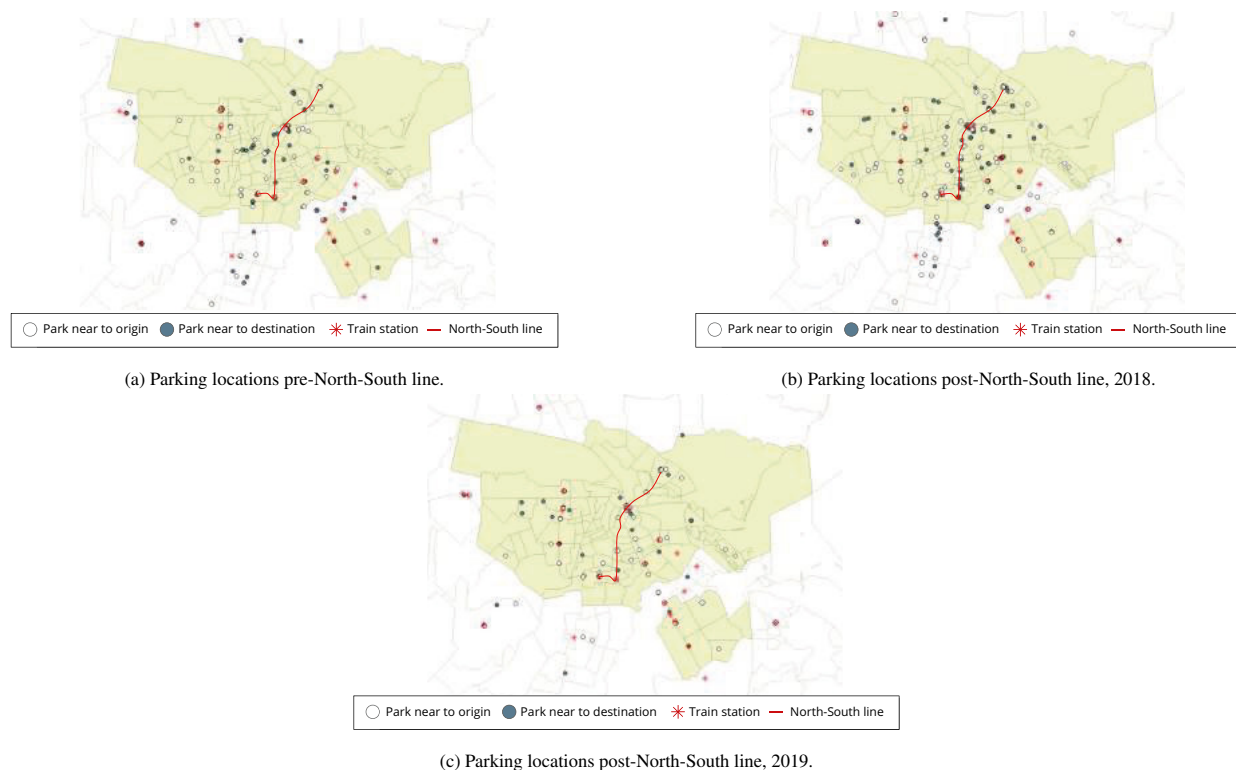 Park near to origin Park near to destination Train station North-South line
(a) Parking locations pre-North-South line.
Park near to origin Park near to destination Train station North-South line
(b) Parking locations post-North-South line, 2018.
Park near to origin Park near to destination Train station North-South line
(c) Parking locations post-North-South line, 2019.